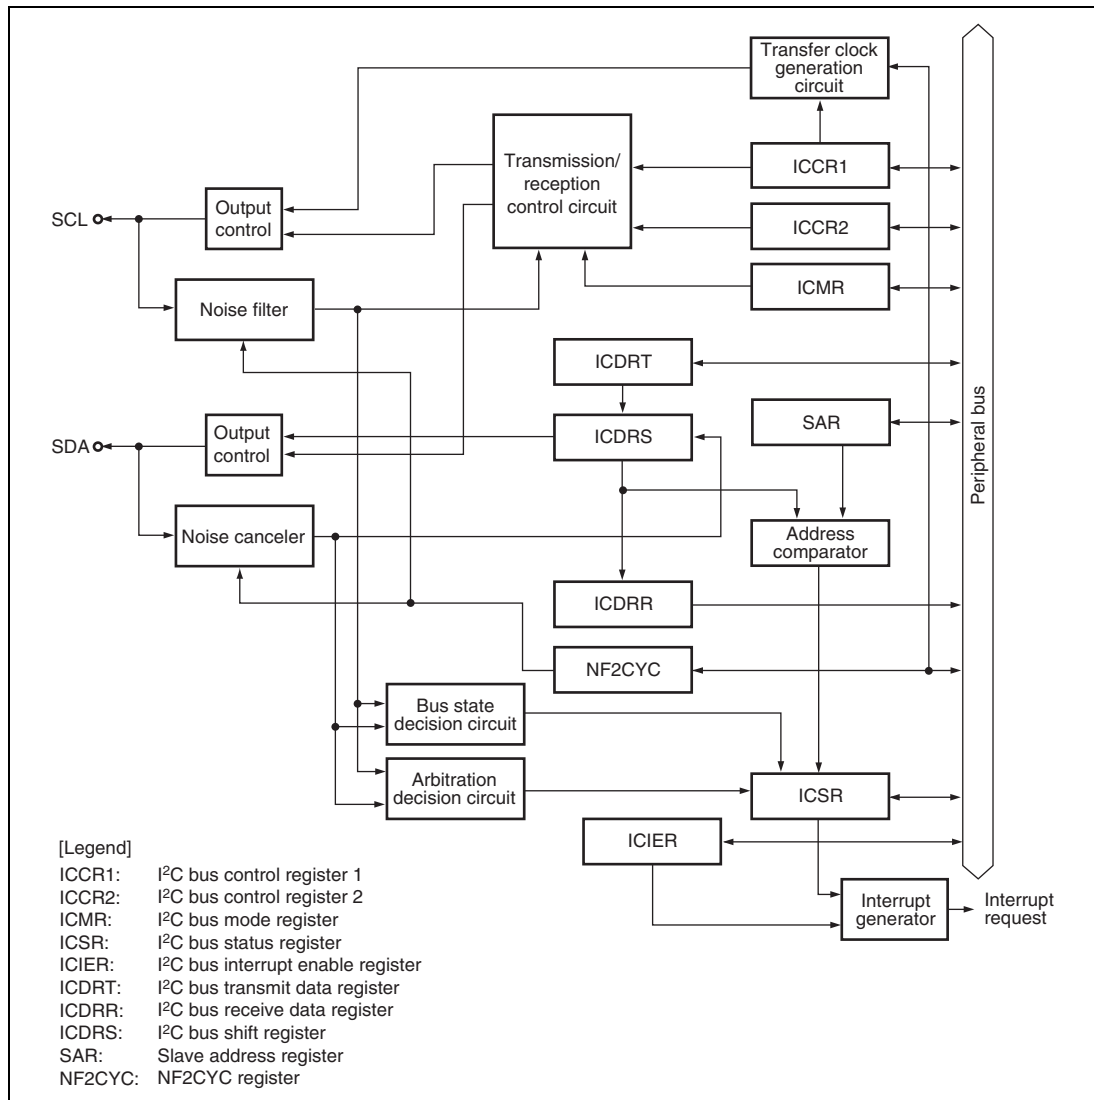 Transfer clock
generation
circuit
Transmission/
reception
control circuit
ICCR1
Output
control
SCL
ICCR2
ICMR
Noise filter
ICDRT
Peripheral bus
SAR
Output
control
ICDRS
SDA
Noise canceler
Address
comparator
ICDRR
NF2CYC
Bus state
decision circuit
Arbitration
decision circuit
ICSR
ICIER
Interrupt
generator
Interrupt
request
[Legend]
ICCR1: I²C bus control register 1
ICCR2: I²C bus control register 2
ICMR: I²C bus mode register
ICSR: I²C bus status register
ICIER: I²C bus interrupt enable register
ICDRT: I²C bus transmit data register
ICDRR: I²C bus receive data register
ICDRS: I²C bus shift register
SAR: Slave address register
NF2CYC: NF2CYC register